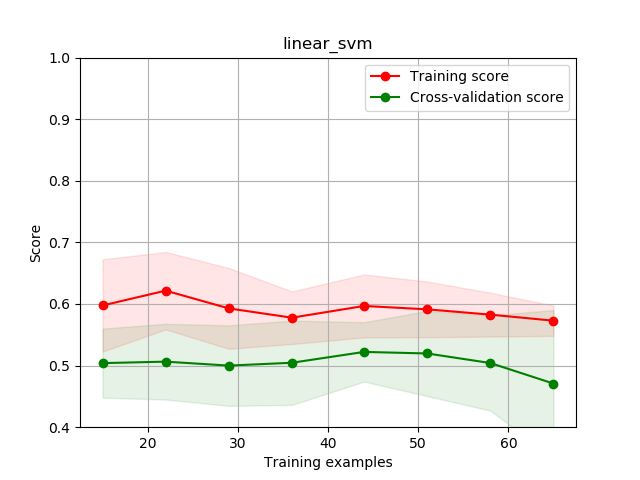 linear_svm
1.0
0.9
0.8
0.7
0.6
0.5
0.4
Score
Training score
Cross-validation score
20 30 40 50 60
Training examples